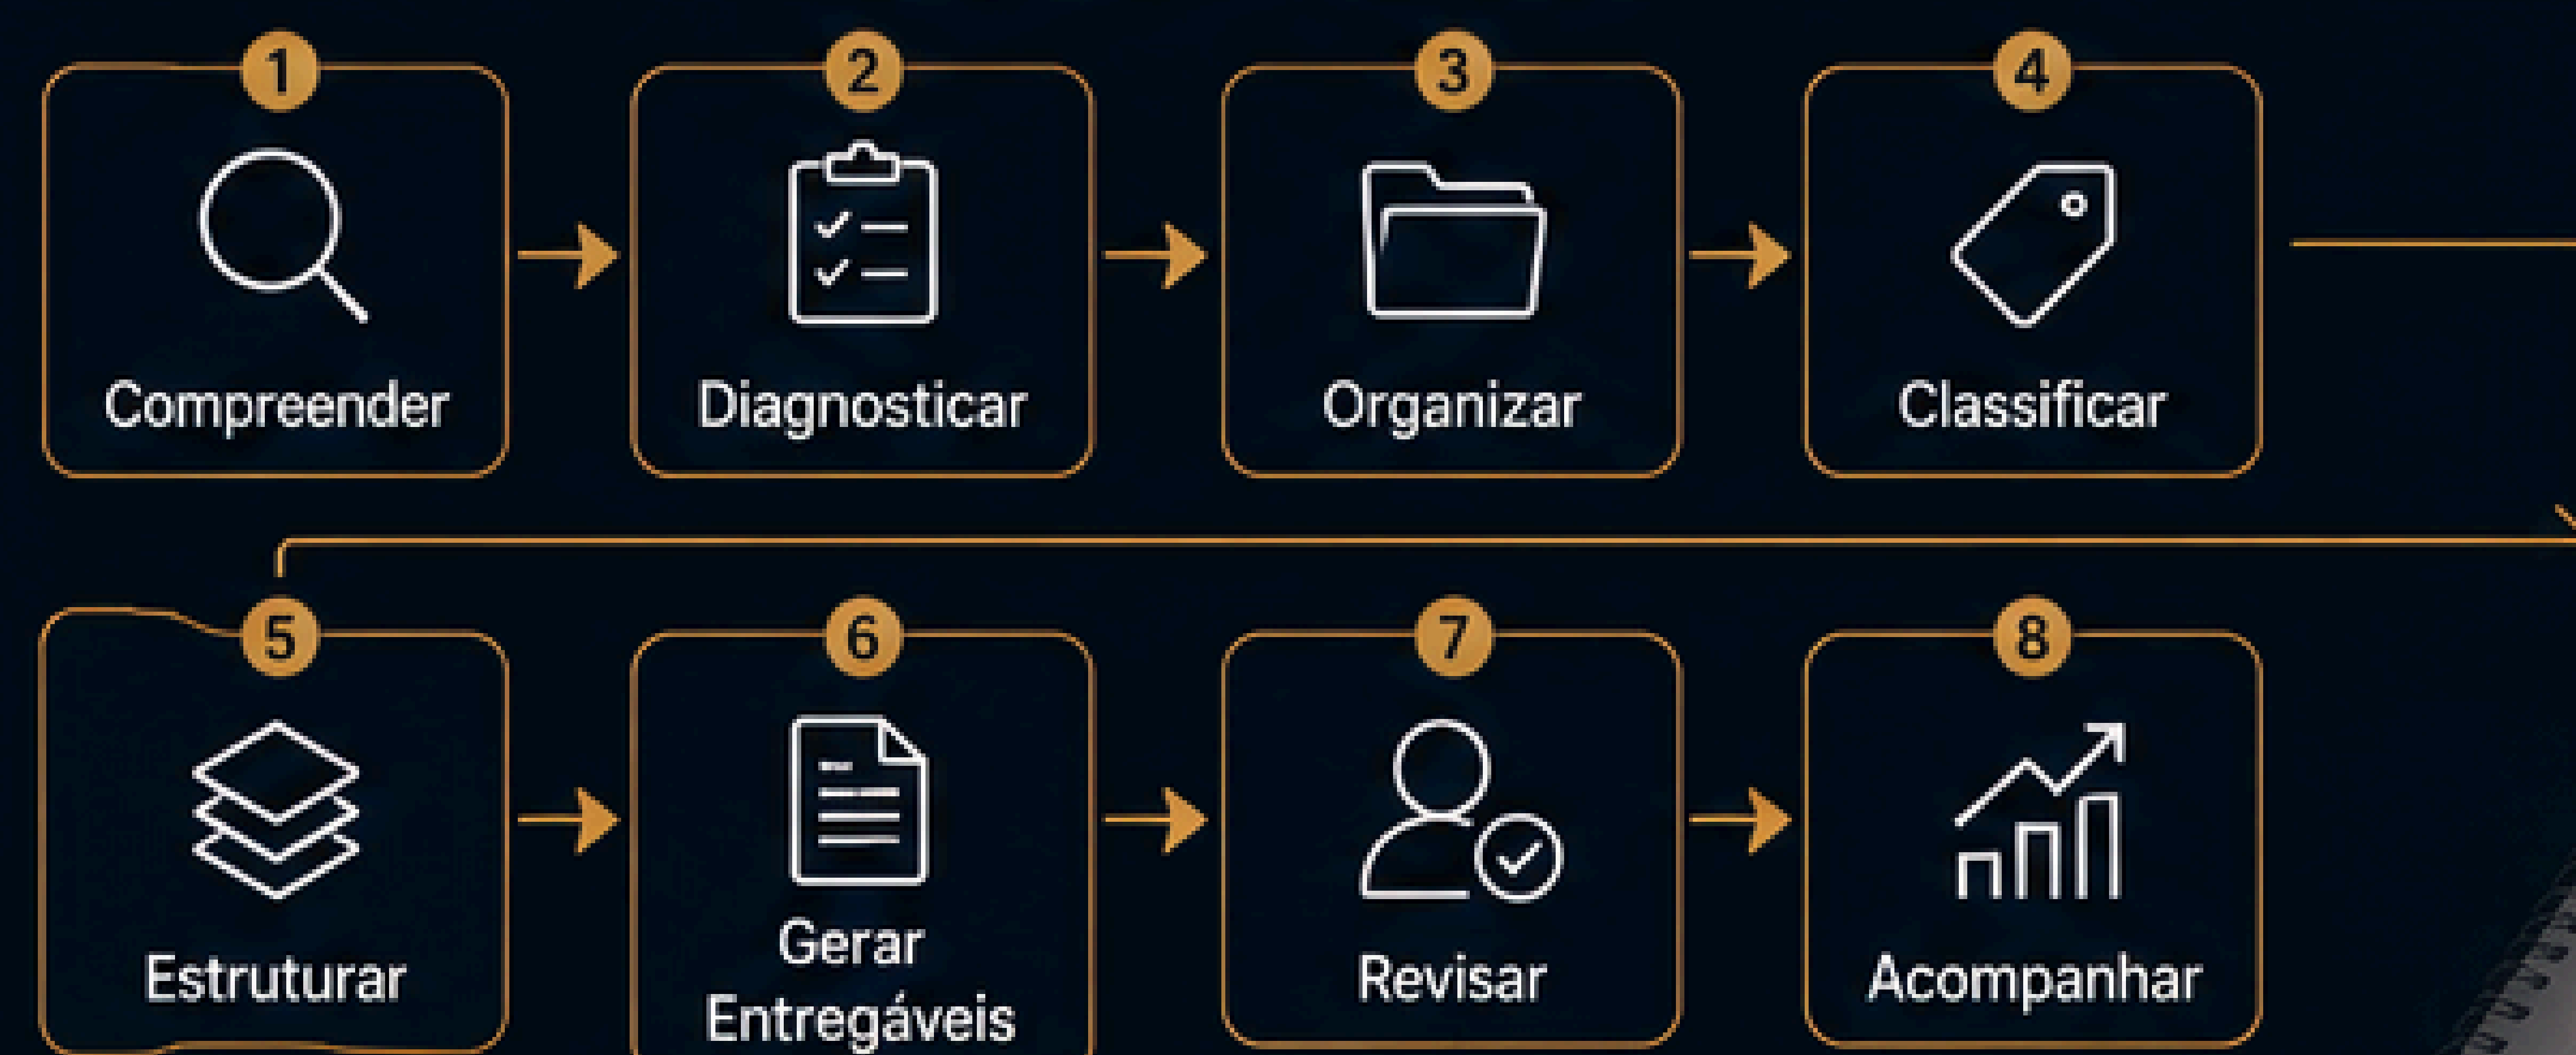 1
2
3
4
Compreender
Diagnosticar
Organizar
Classificar
5
6
7
8
Estruturar
Gerar
Entregáveis
Revisar
Acompanhar